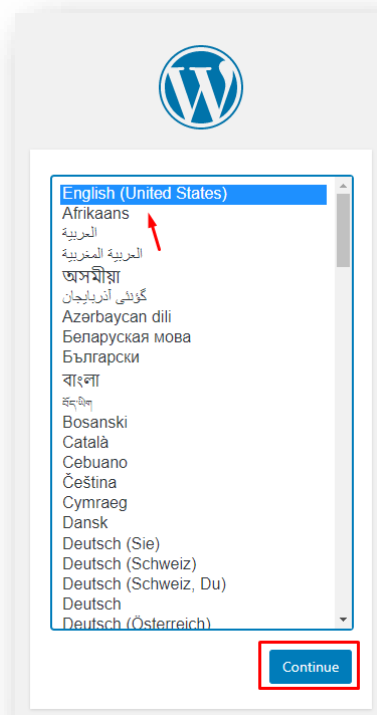 English (United States)
Afrikaans
العربية
العربية المغربية
অসমীয়া
گؤنئی آذربایجان
Azərbaycan dili
Беларуская мова
Български
বাংলা
བོད་ཡིག
Bosanski
Català
Cebuano
Čeština
Cymraeg
Dansk
Deutsch (Sie)
Deutsch (Schweiz)
Deutsch (Schweiz, Du)
Deutsch
Deutsch (Österreich)
Continue